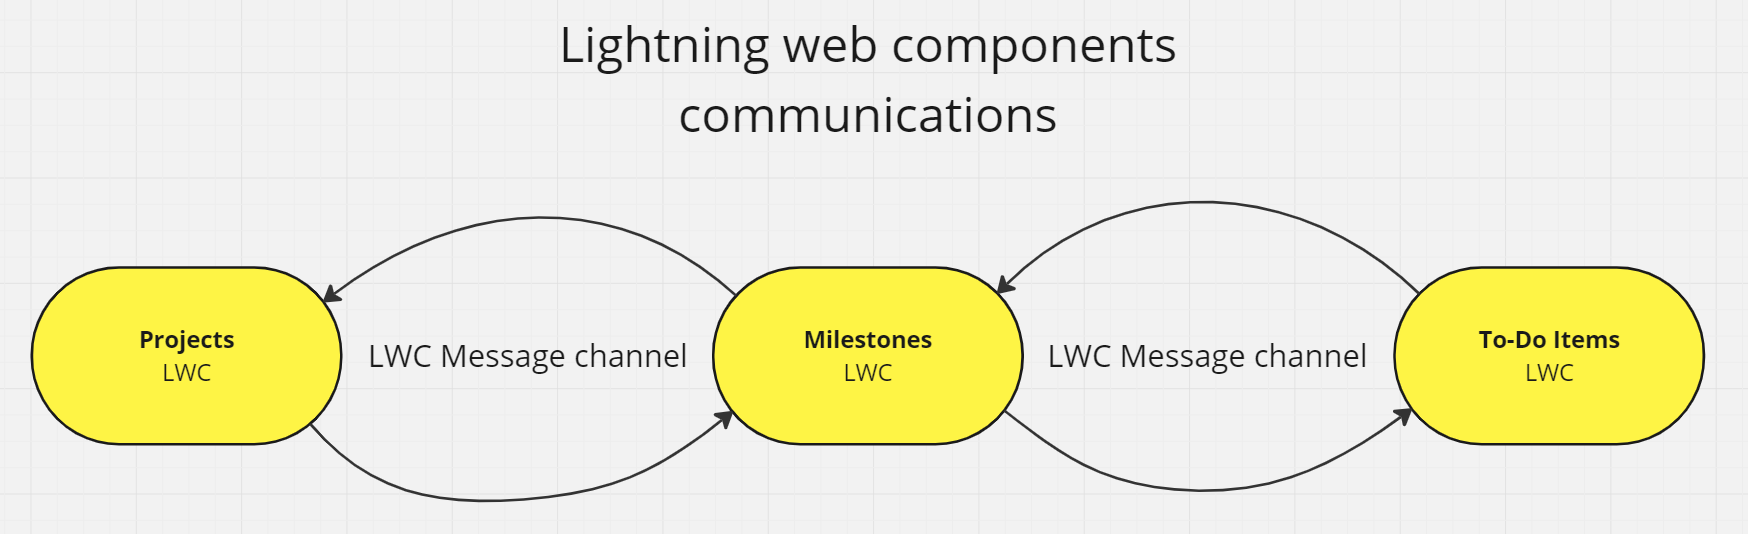 Lightning web components
communications
Projects
LWC
LWC Message channel
Milestones
LWC
LWC Message channel
To-Do Items
LWC